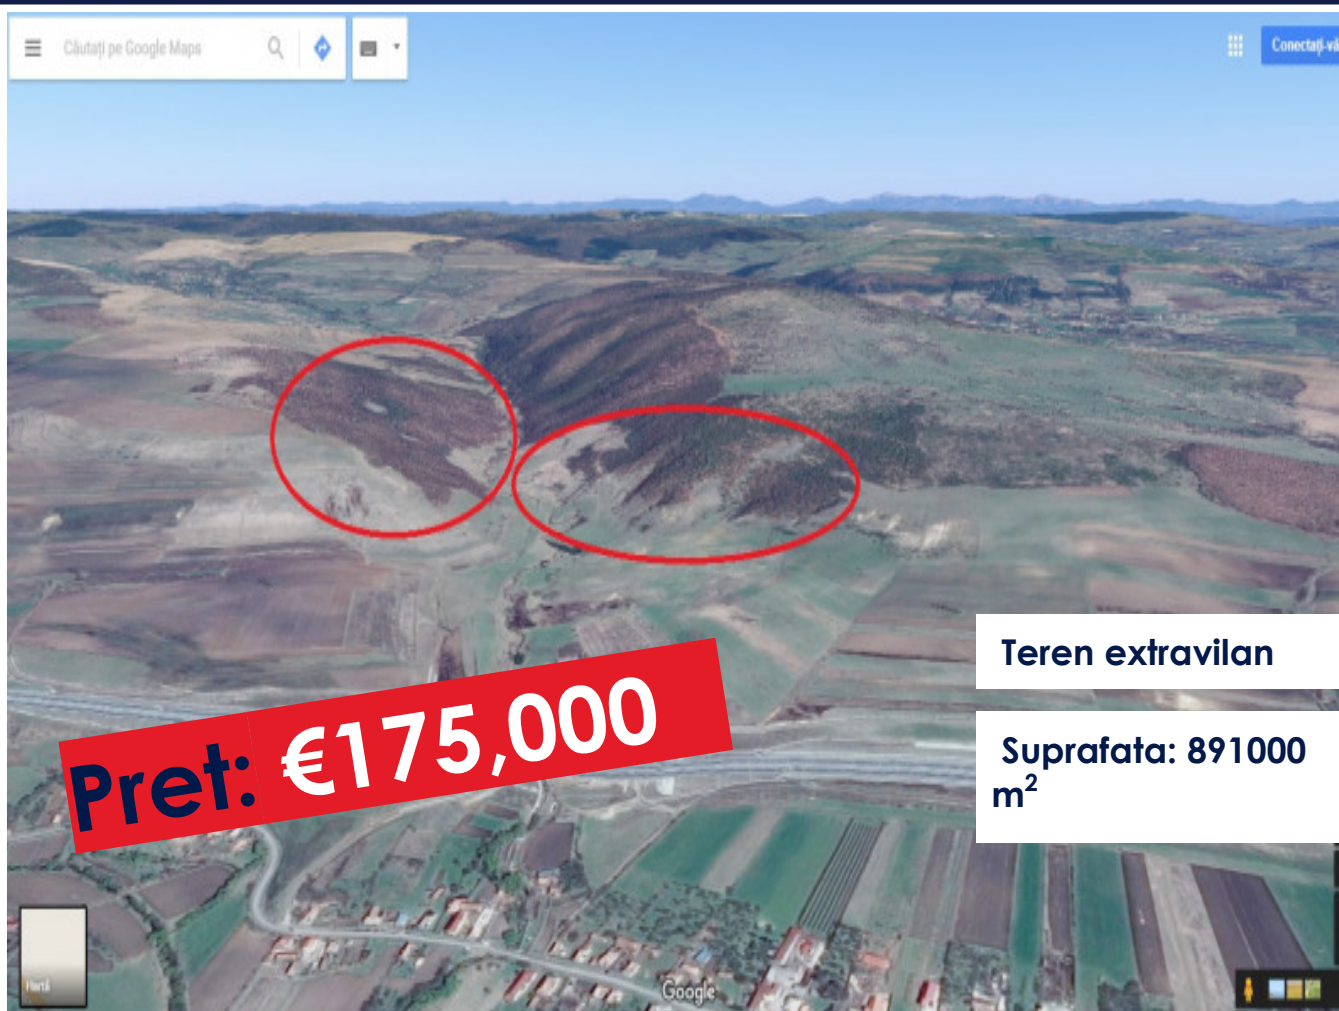 Căutați pe Google Maps
Conectați-vă
Teren extravilan
Pret: €175,000
Suprafata: 891000
m²
Hartă
Google